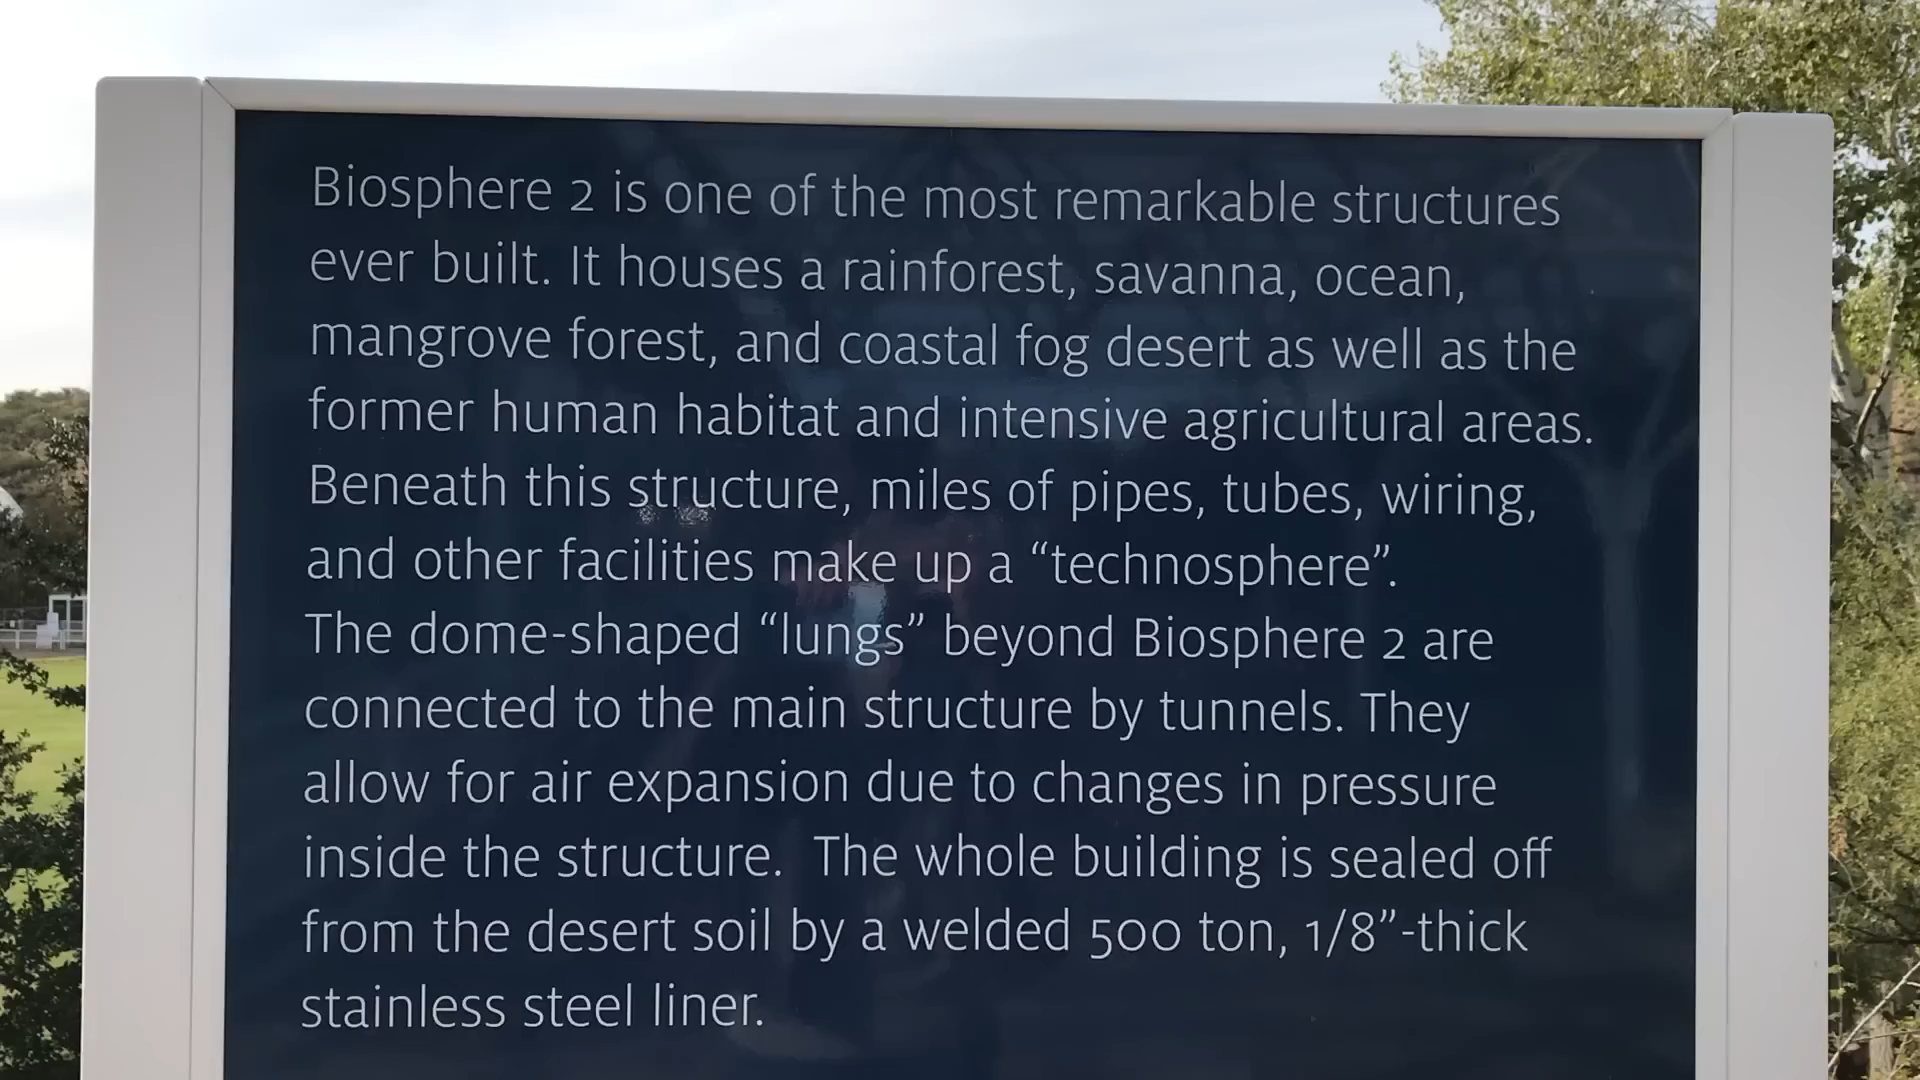 Biosphere 2 is one of the most remarkable structures
ever built. It houses a rainforest, savanna, ocean,
mangrove forest, and coastal fog desert as well as the
former human habitat and intensive agricultural areas.
Beneath this structure, miles of pipes, tubes, wiring,
and other facilities make up a “technosphere”.
The dome-shaped “lungs” beyond Biosphere 2 are
connected to the main structure by tunnels. They
allow for air expansion due to changes in pressure
inside the structure.  The whole building is sealed off
from the desert soil by a welded 500 ton, 1/8”-thick
stainless steel liner.